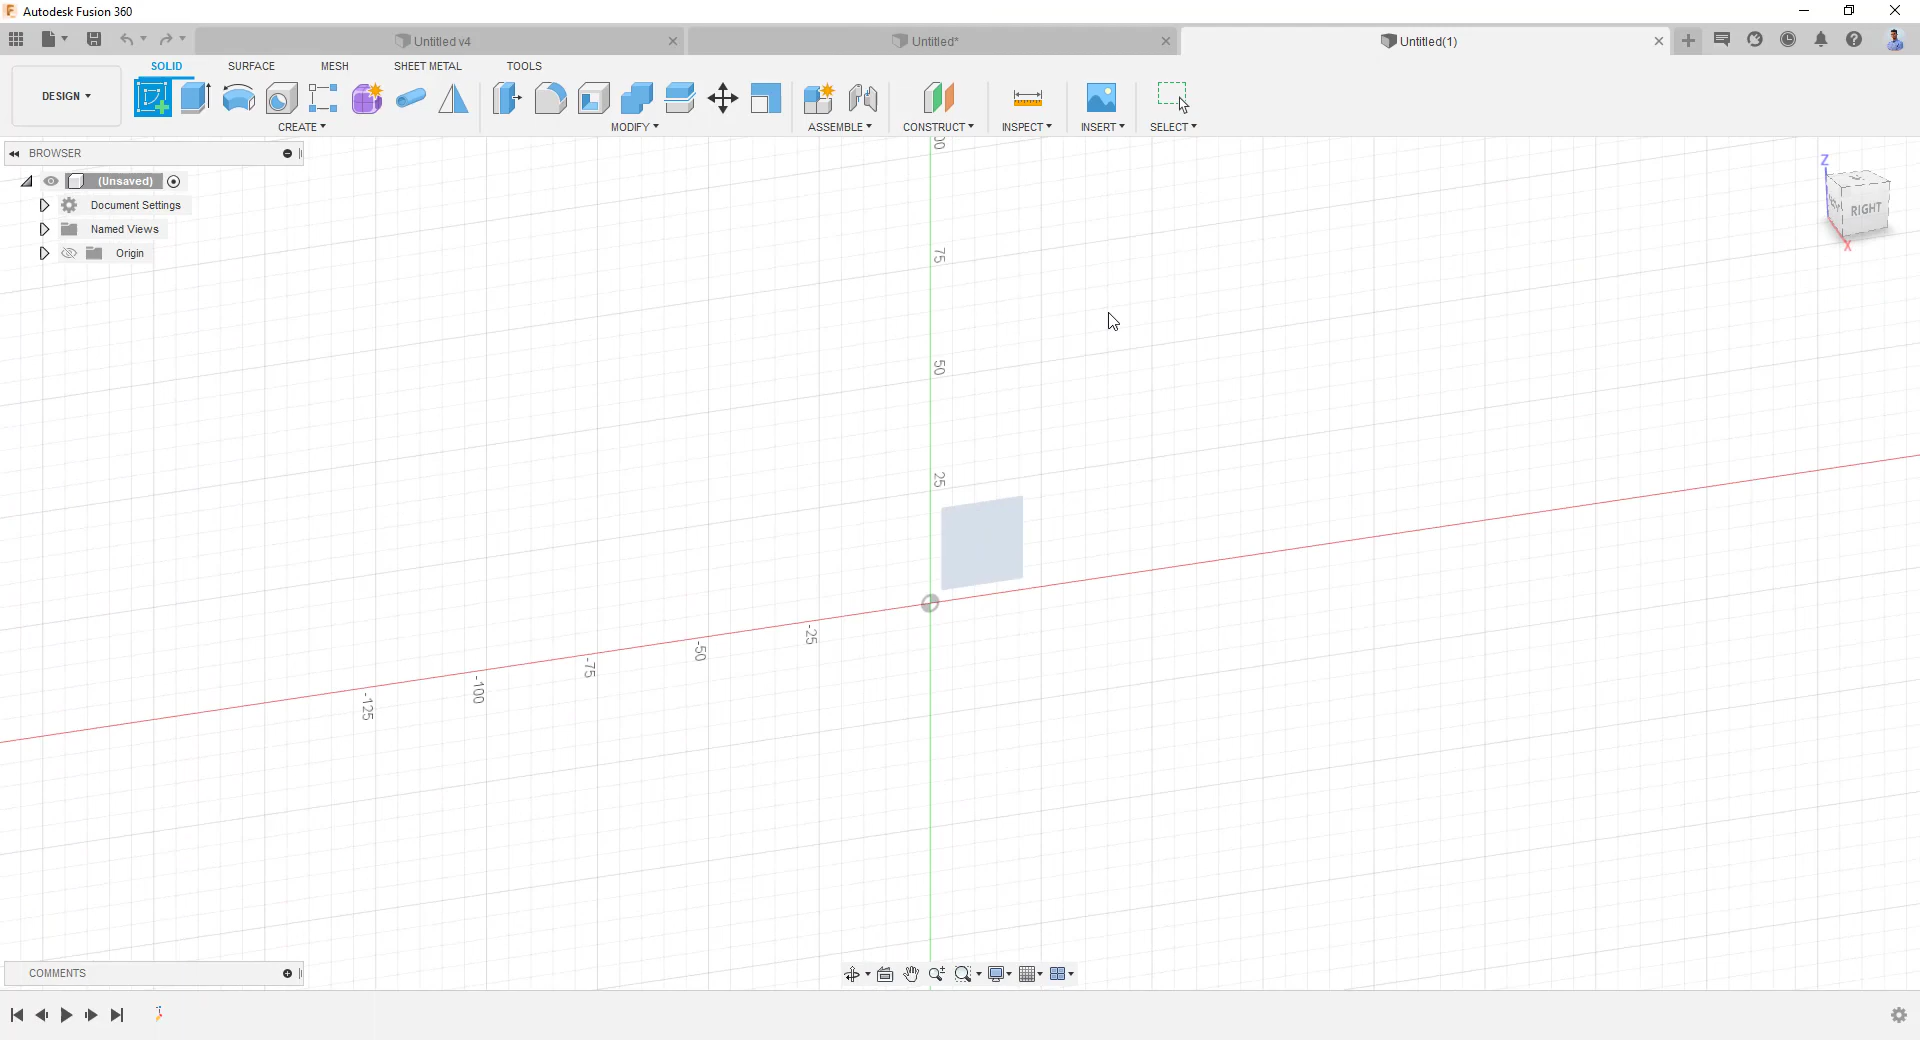 Autodesk Fusion 360
Untitled v4
Untitled*
Untitled(1)
SOLID SURFACE MESH SHEET METAL TOOLS
DESIGN
CREATE MODIFY ASSEMBLE CONSTRUCT INSPECT INSERT SELECT
BROWSER
(Unsaved)
Document Settings
Named Views
Origin
Z
RIGHT
X
75
50
25
-25
-50
-75
-100
-125
COMMENTS